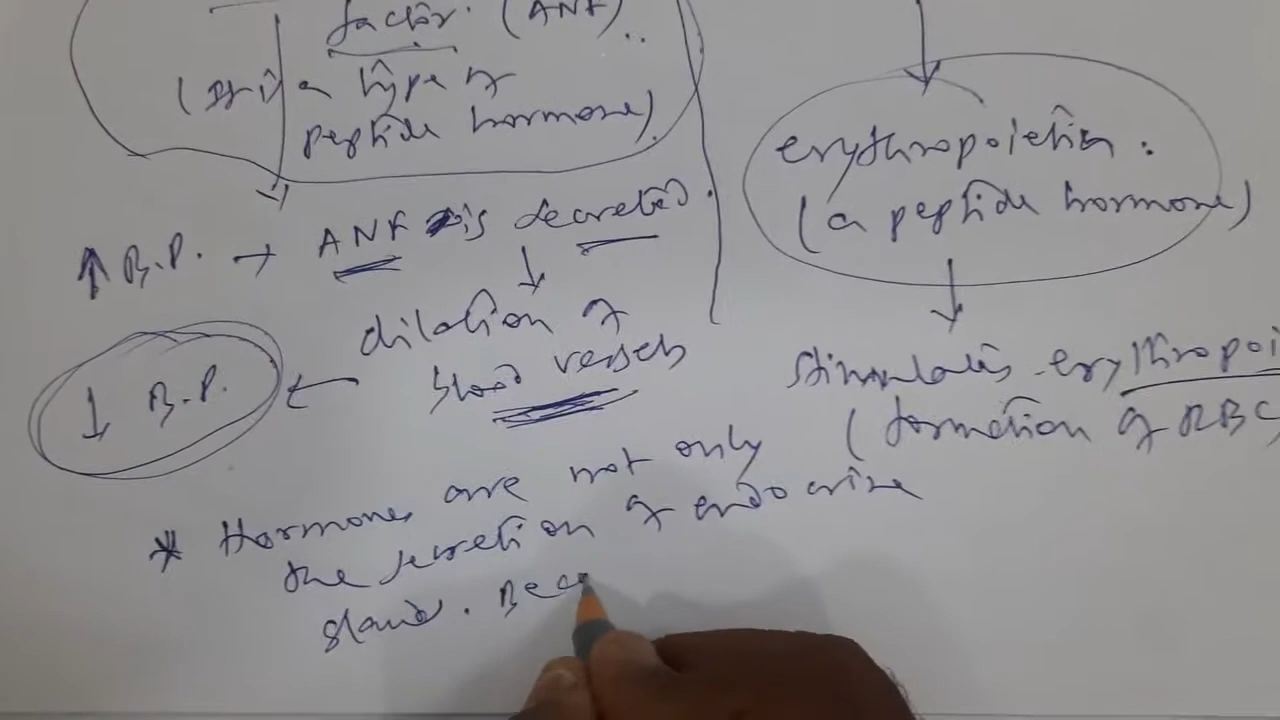 factor. (ANF)..
(It is a type of
peptide hormone).
↑ B.P. → ANF is secreted.
dilation of
blood vessels
↓ B.P.
erythropoietin.
(a peptide hormone)
Stimulates erythropoi
(formation of RBC
* Hormones are not only
the secretion of endocrine
gland. Bec